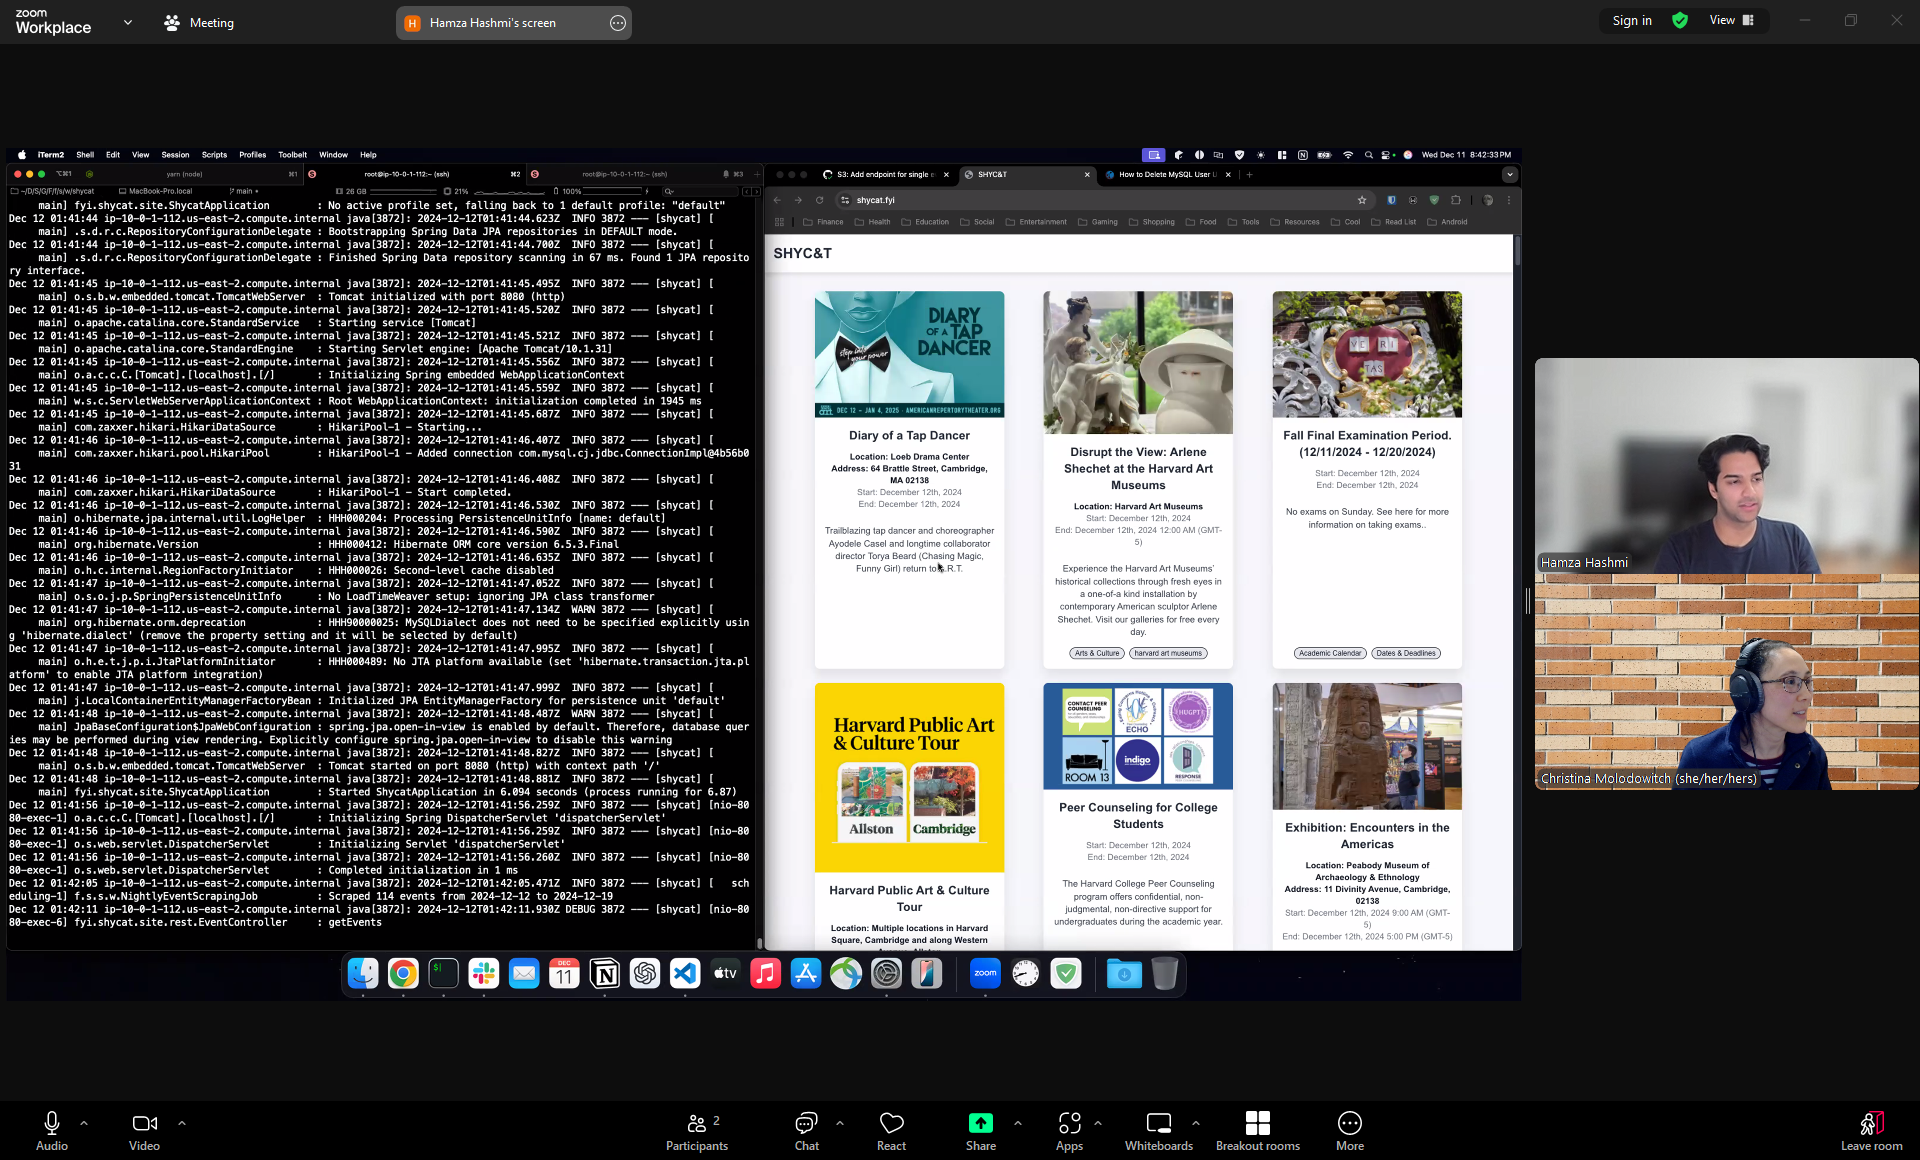 zoom
Workplace
Meeting
H Hamza Hashmi's screen
Sign in
View
iTerm2 Shell Edit View Session Scripts Profiles Toolbelt Window Help
Wed Dec 11 8:42:33 PM
yarn (node) ⌘1
root@ip-10-0-1-112:~ (ssh) ⌘2
root@ip-10-0-1-112:~ (ssh) ⌘3
~/D/S/G/F/f/s/w/shycat MacBook-Pro.local main 26 GB 21% 100%
main] fyi.shycat.site.ShycatApplication : No active profile set, falling back to 1 default profile: "default"
Dec 12 01:41:44 ip-10-0-1-112.us-east-2.compute.internal java[3872]: 2024-12-12T01:41:44.623Z INFO 3872 --- [shycat] [
main] .s.d.r.c.RepositoryConfigurationDelegate : Bootstrapping Spring Data JPA repositories in DEFAULT mode.
Dec 12 01:41:44 ip-10-0-1-112.us-east-2.compute.internal java[3872]: 2024-12-12T01:41:44.700Z INFO 3872 --- [shycat] [
main] .s.d.r.c.RepositoryConfigurationDelegate : Finished Spring Data repository scanning in 67 ms. Found 1 JPA reposito
ry interface.
Dec 12 01:41:45 ip-10-0-1-112.us-east-2.compute.internal java[3872]: 2024-12-12T01:41:45.495Z INFO 3872 --- [shycat] [
main] o.s.b.w.embedded.tomcat.TomcatWebServer : Tomcat initialized with port 8080 (http)
Dec 12 01:41:45 ip-10-0-1-112.us-east-2.compute.internal java[3872]: 2024-12-12T01:41:45.520Z INFO 3872 --- [shycat] [
main] o.apache.catalina.core.StandardService : Starting service [Tomcat]
Dec 12 01:41:45 ip-10-0-1-112.us-east-2.compute.internal java[3872]: 2024-12-12T01:41:45.521Z INFO 3872 --- [shycat] [
main] o.apache.catalina.core.StandardEngine : Starting Servlet engine: [Apache Tomcat/10.1.31]
Dec 12 01:41:45 ip-10-0-1-112.us-east-2.compute.internal java[3872]: 2024-12-12T01:41:45.556Z INFO 3872 --- [shycat] [
main] o.a.c.c.C.[Tomcat].[localhost].[/] : Initializing Spring embedded WebApplicationContext
Dec 12 01:41:45 ip-10-0-1-112.us-east-2.compute.internal java[3872]: 2024-12-12T01:41:45.559Z INFO 3872 --- [shycat] [
main] w.s.c.ServletWebServerApplicationContext : Root WebApplicationContext: initialization completed in 1945 ms
Dec 12 01:41:45 ip-10-0-1-112.us-east-2.compute.internal java[3872]: 2024-12-12T01:41:45.687Z INFO 3872 --- [shycat] [
main] com.zaxxer.hikari.HikariDataSource : HikariPool-1 - Starting...
Dec 12 01:41:46 ip-10-0-1-112.us-east-2.compute.internal java[3872]: 2024-12-12T01:41:46.407Z INFO 3872 --- [shycat] [
main] com.zaxxer.hikari.pool.HikariPool : HikariPool-1 - Added connection com.mysql.cj.jdbc.ConnectionImpl@4b56b0
31
Dec 12 01:41:46 ip-10-0-1-112.us-east-2.compute.internal java[3872]: 2024-12-12T01:41:46.408Z INFO 3872 --- [shycat] [
main] com.zaxxer.hikari.HikariDataSource : HikariPool-1 - Start completed.
Dec 12 01:41:46 ip-10-0-1-112.us-east-2.compute.internal java[3872]: 2024-12-12T01:41:46.530Z INFO 3872 --- [shycat] [
main] o.hibernate.jpa.internal.util.LogHelper : HHH000204: Processing PersistenceUnitInfo [name: default]
Dec 12 01:41:46 ip-10-0-1-112.us-east-2.compute.internal java[3872]: 2024-12-12T01:41:46.590Z INFO 3872 --- [shycat] [
main] org.hibernate.Version : HHH000412: Hibernate ORM core version 6.5.3.Final
Dec 12 01:41:46 ip-10-0-1-112.us-east-2.compute.internal java[3872]: 2024-12-12T01:41:46.635Z INFO 3872 --- [shycat] [
main] o.h.c.internal.RegionFactoryInitiator : HHH000026: Second-level cache disabled
Dec 12 01:41:47 ip-10-0-1-112.us-east-2.compute.internal java[3872]: 2024-12-12T01:41:47.052Z INFO 3872 --- [shycat] [
main] o.s.o.j.p.SpringPersistenceUnitInfo : No LoadTimeWeaver setup: ignoring JPA class transformer
Dec 12 01:41:47 ip-10-0-1-112.us-east-2.compute.internal java[3872]: 2024-12-12T01:41:47.134Z WARN 3872 --- [shycat] [
main] org.hibernate.orm.deprecation : HHH90000025: MySQLDialect does not need to be specified explicitly usin
g 'hibernate.dialect' (remove the property setting and it will be selected by default)
Dec 12 01:41:47 ip-10-0-1-112.us-east-2.compute.internal java[3872]: 2024-12-12T01:41:47.995Z INFO 3872 --- [shycat] [
main] o.h.e.t.j.p.i.JtaPlatformInitiator : HHH000489: No JTA platform available (set 'hibernate.transaction.jta.pl
atform' to enable JTA platform integration)
Dec 12 01:41:47 ip-10-0-1-112.us-east-2.compute.internal java[3872]: 2024-12-12T01:41:47.999Z INFO 3872 --- [shycat] [
main] j.LocalContainerEntityManagerFactoryBean : Initialized JPA EntityManagerFactory for persistence unit 'default'
Dec 12 01:41:48 ip-10-0-1-112.us-east-2.compute.internal java[3872]: 2024-12-12T01:41:48.487Z WARN 3872 --- [shycat] [
main] JpaBaseConfiguration$JpaWebConfiguration : spring.jpa.open-in-view is enabled by default. Therefore, database quer
ies may be performed during view rendering. Explicitly configure spring.jpa.open-in-view to disable this warning
Dec 12 01:41:48 ip-10-0-1-112.us-east-2.compute.internal java[3872]: 2024-12-12T01:41:48.827Z INFO 3872 --- [shycat] [
main] o.s.b.w.embedded.tomcat.TomcatWebServer : Tomcat started on port 8080 (http) with context path '/'
Dec 12 01:41:48 ip-10-0-1-112.us-east-2.compute.internal java[3872]: 2024-12-12T01:41:48.881Z INFO 3872 --- [shycat] [
main] fyi.shycat.site.ShycatApplication : Started ShycatApplication in 6.094 seconds (process running for 6.87)
Dec 12 01:41:56 ip-10-0-1-112.us-east-2.compute.internal java[3872]: 2024-12-12T01:41:56.259Z INFO 3872 --- [shycat] [nio-80
80-exec-1] o.a.c.c.C.[Tomcat].[localhost].[/] : Initializing Spring DispatcherServlet 'dispatcherServlet'
Dec 12 01:41:56 ip-10-0-1-112.us-east-2.compute.internal java[3872]: 2024-12-12T01:41:56.259Z INFO 3872 --- [shycat] [nio-80
80-exec-1] o.s.web.servlet.DispatcherServlet : Initializing Servlet 'dispatcherServlet'
Dec 12 01:41:56 ip-10-0-1-112.us-east-2.compute.internal java[3872]: 2024-12-12T01:41:56.260Z INFO 3872 --- [shycat] [nio-80
80-exec-1] o.s.web.servlet.DispatcherServlet : Completed initialization in 1 ms
Dec 12 01:42:05 ip-10-0-1-112.us-east-2.compute.internal java[3872]: 2024-12-12T01:42:05.471Z INFO 3872 --- [shycat] [ sch
eduling-1] f.s.s.w.NightlyEventScrapingJob : Scraped 114 events from 2024-12-12 to 2024-12-19
Dec 12 01:42:11 ip-10-0-1-112.us-east-2.compute.internal java[3872]: 2024-12-12T01:42:11.930Z DEBUG 3872 --- [shycat] [nio-80
80-exec-6] fyi.shycat.site.rest.EventController : getEvents
S3: Add endpoint for single e
SHYC&T
How to Delete MySQL User
shycat.fyi
Finance Health Education Social Entertainment Gaming Shopping Food Tools Resources Cool Read List Android
SHYC&T
DIARY
OF A TAP
DANCER
step into
your power
DEC 12 – JAN 4, 2025 · AMERICANREPERTORYTHEATER.ORG
Diary of a Tap Dancer
Location: Loeb Drama Center
Address: 64 Brattle Street, Cambridge,
MA 02138
Start: December 12th, 2024
End: December 12th, 2024
Trailblazing tap dancer and choreographer
Ayodele Casel and longtime collaborator
director Torya Beard (Chasing Magic,
Funny Girl) return to A.R.T.
Disrupt the View: Arlene
Shechet at the Harvard Art
Museums
Location: Harvard Art Museums
Start: December 12th, 2024
End: December 12th, 2024 12:00 AM (GMT-
5)
Experience the Harvard Art Museums'
historical collections through fresh eyes in
a one-of-a kind installation by
contemporary American sculptor Arlene
Shechet. Visit our galleries for free every
day.
Arts & Culture
harvard art museums
VE RI
TAS
Fall Final Examination Period.
(12/11/2024 - 12/20/2024)
Start: December 12th, 2024
End: December 12th, 2024
No exams on Sunday. See here for more
information on taking exams..
Academic Calendar
Dates & Deadlines
Harvard Public Art
& Culture Tour
Allston
Cambridge
Harvard Public Art & Culture
Tour
Location: Multiple locations in Harvard
Square, Cambridge and along Western
CONTACT PEER
COUNSELING
ECHO
HUGPTE
ROOM 13
indigo
RESPONSE
Peer Counseling for College
Students
Start: December 12th, 2024
End: December 12th, 2024
The Harvard College Peer Counseling
program offers confidential, non-
judgmental, non-directive support for
undergraduates during the academic year.
Exhibition: Encounters in the
Americas
Location: Peabody Museum of
Archaeology & Ethnology
Address: 11 Divinity Avenue, Cambridge,
02138
Start: December 12th, 2024 9:00 AM (GMT-
5)
End: December 12th, 2024 5:00 PM (GMT-5)
DEC
11
tv
zoom
Hamza Hashmi
Christina Molodowitch (she/her/hers)
Audio
Video
Participants 2
Chat
React
Share
Apps
Whiteboards
Breakout rooms
More
Leave room